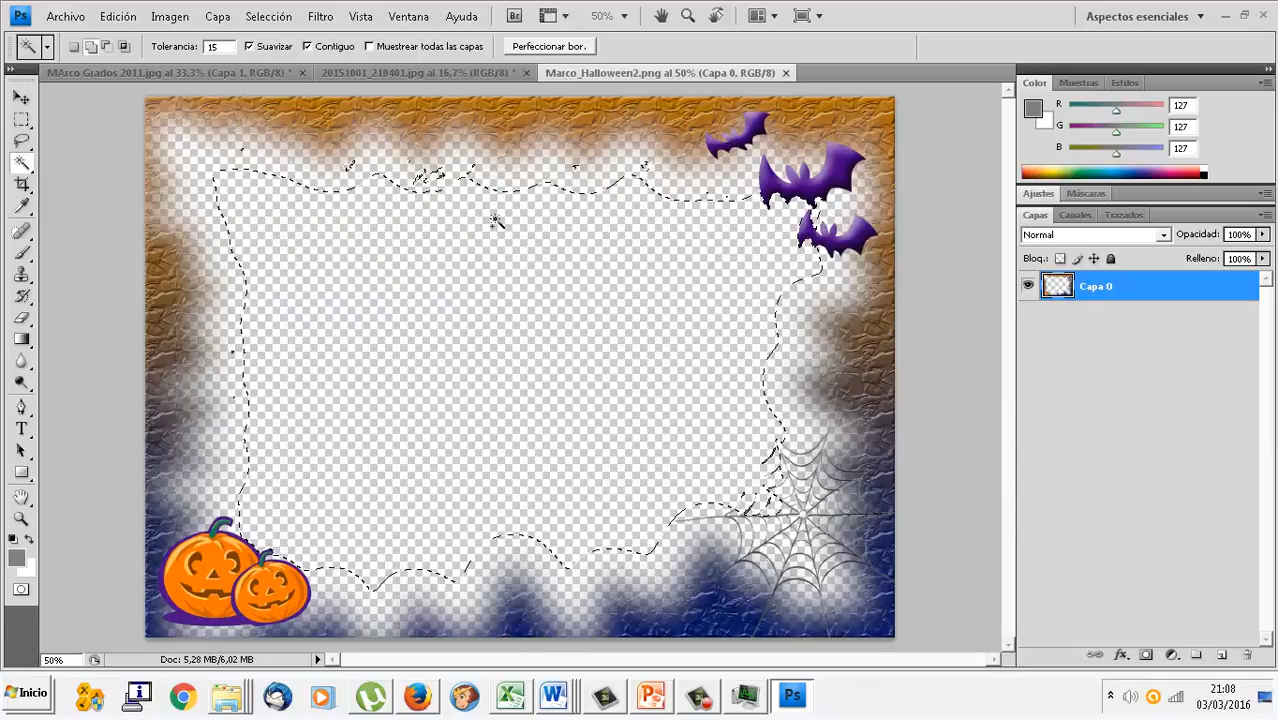 Ps Archivo Edición Imagen Capa Selección Filtro Vista Ventana Ayuda Br 50% Aspectos esenciales
Tolerancia: 15 Suavizar Contiguo Muestrear todas las capas Perfeccionar bor.
MArco Grados 2011.jpg al 33,3% (Capa 1, RGB/8) * 20151001_210401.jpg al 16,7% (RGB/8) * Marco_Halloween2.png al 50% (Capa 0, RGB/8)
Color Muestras Estilos
R 127
G 127
B 127
Ajustes Máscaras
Capas Canales Trazados
Normal Opacidad: 100%
Bloq.: Relleno: 100%
Capa 0
T
fx
50% Doc: 5,28 MB/6,02 MB
Inicio Ps 21:08
03/03/2016